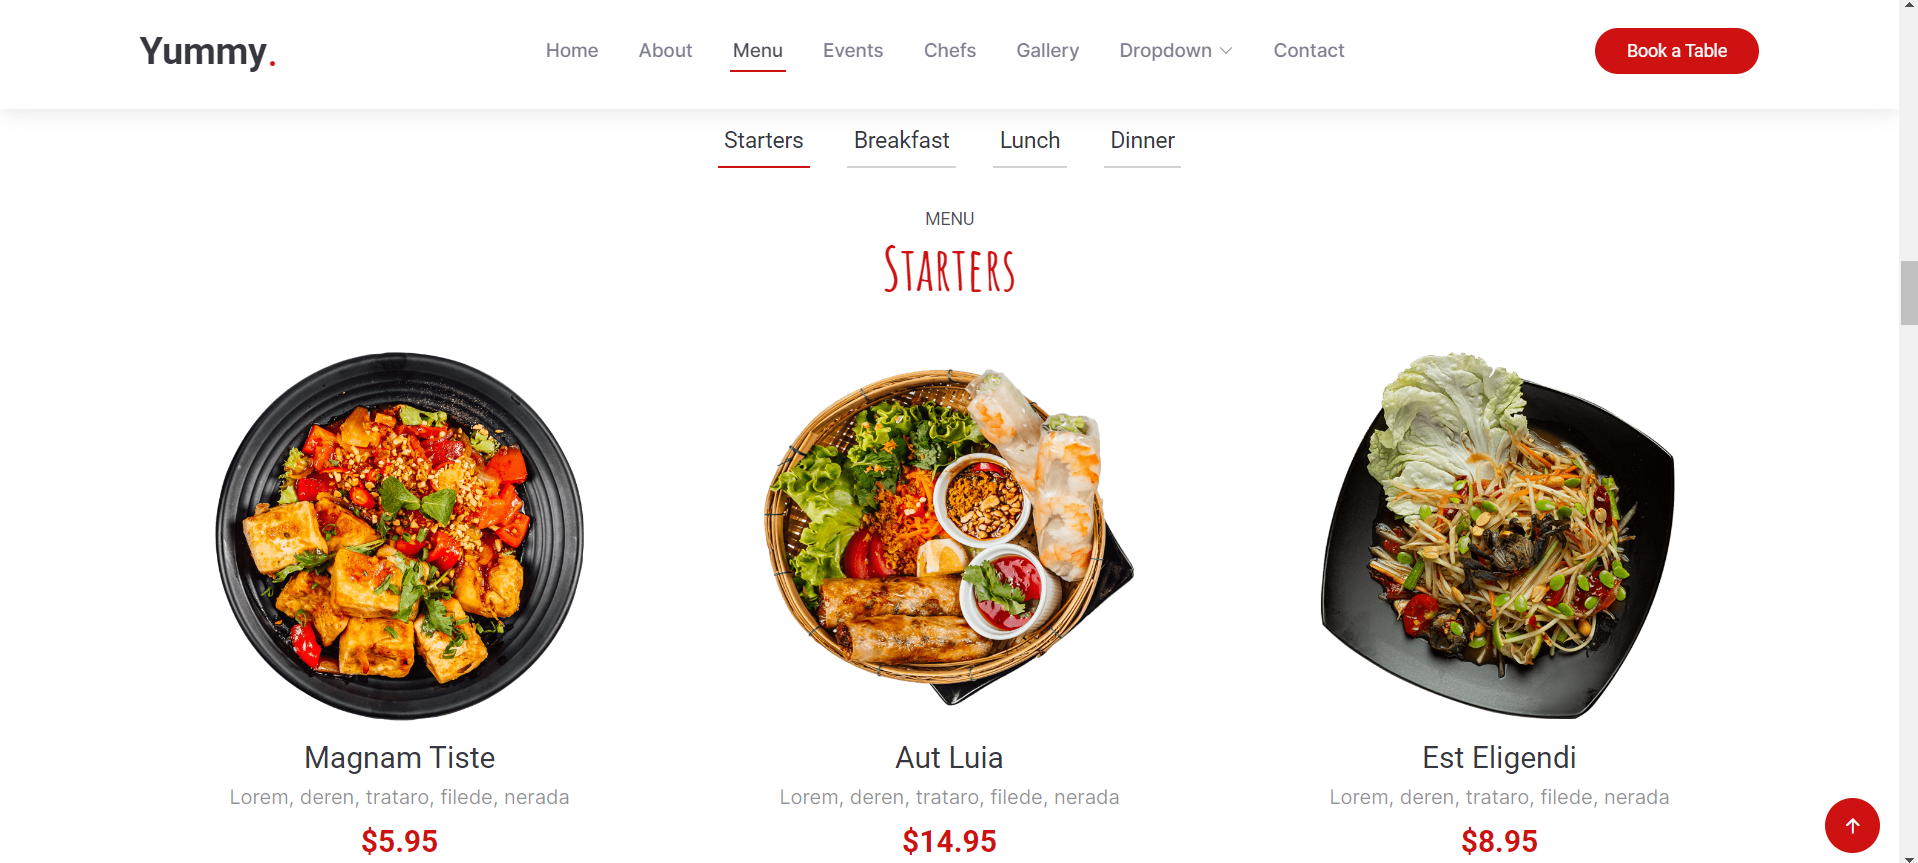 Yummy.
Home About Menu Events Chefs Gallery Dropdown Contact
Book a Table
Starters Breakfast Lunch Dinner
MENU
STARTERS
Magnam Tiste
Lorem, deren, trataro, filede, nerada
$5.95
Aut Luia
Lorem, deren, trataro, filede, nerada
$14.95
Est Eligendi
Lorem, deren, trataro, filede, nerada
$8.95